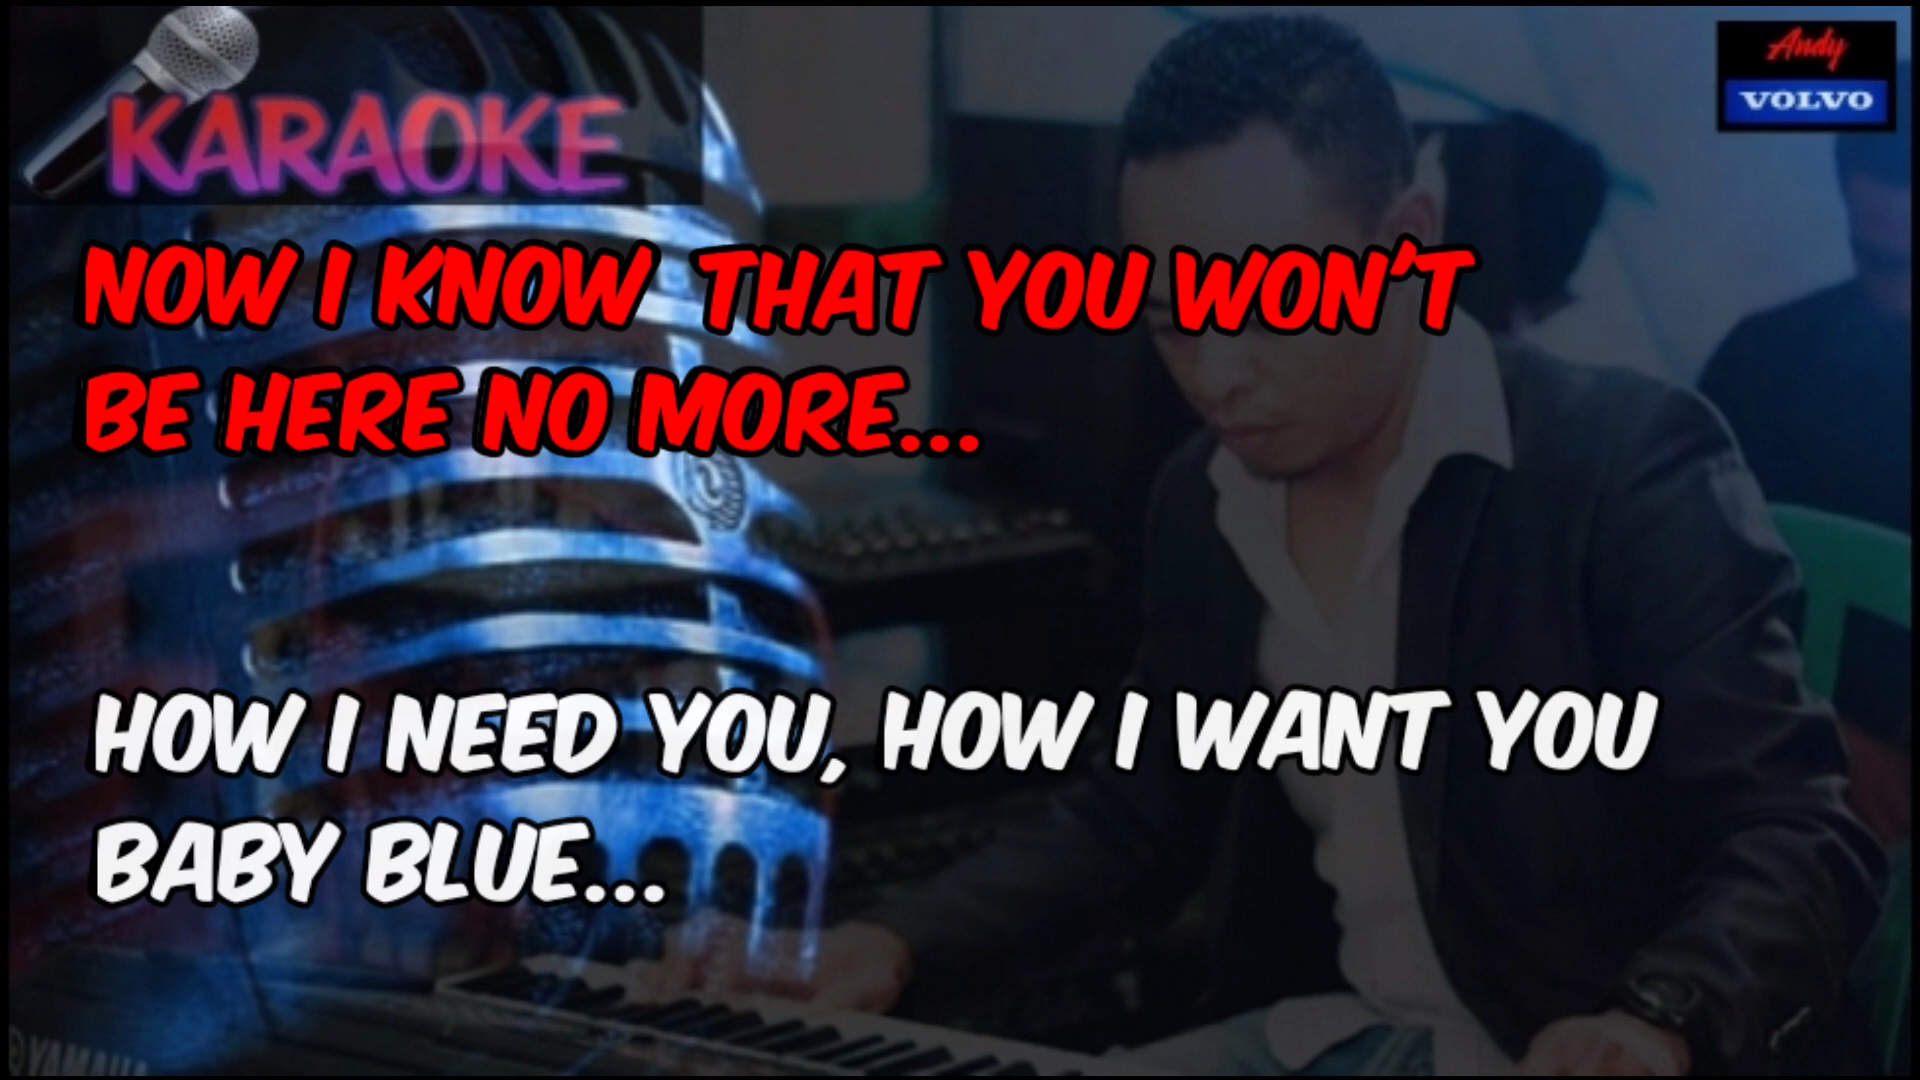 KARAOKE
Andy
VOLVO
NOW I KNOW THAT YOU WON'T
BE HERE NO MORE...
HOW I NEED YOU, HOW I WANT YOU
BABY BLUE...
YAMAHA